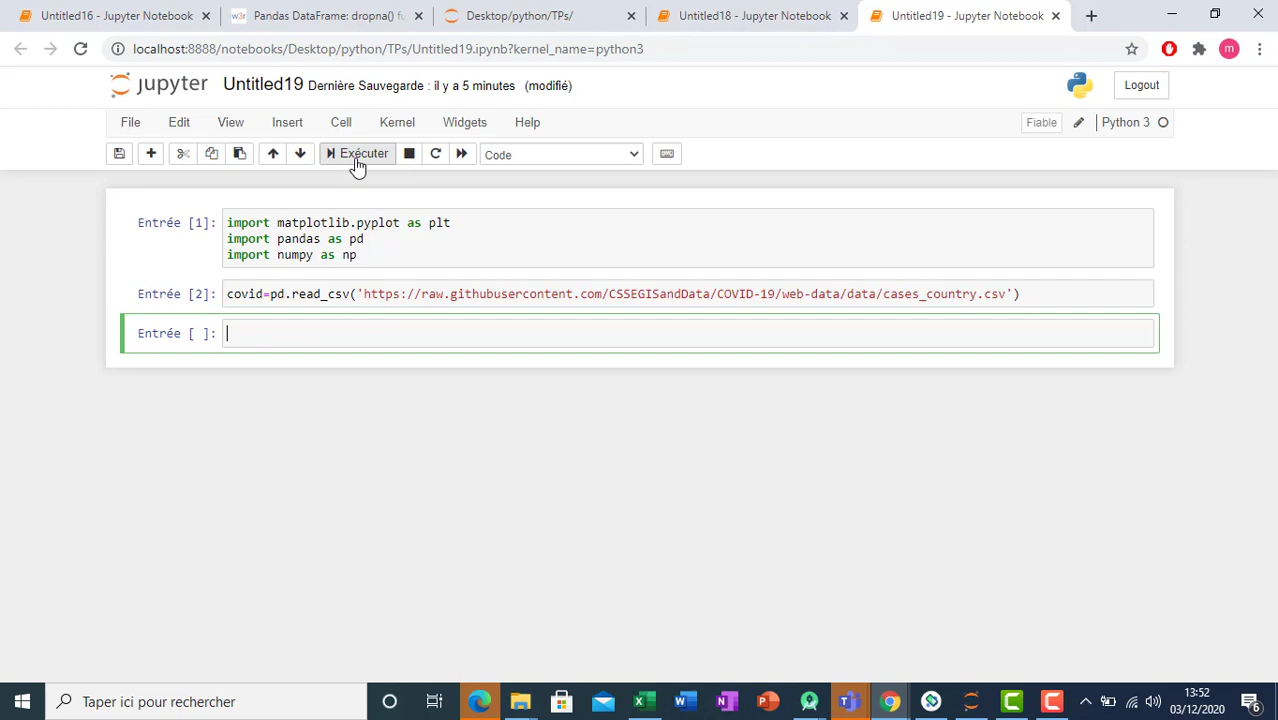 Untitled16 - Jupyter Notebook
w3r Pandas DataFrame: dropna() fu
Desktop/python/TPs/
Untitled18 - Jupyter Notebook
Untitled19 - Jupyter Notebook
localhost:8888/notebooks/Desktop/python/TPs/Untitled19.ipynb?kernel_name=python3
m
jupyter Untitled19 Dernière Sauvegarde : il y a 5 minutes (modifié)
Logout
File Edit View Insert Cell Kernel Widgets Help
Fiable Python 3
Exécuter Code
Entrée [1]: import matplotlib.pyplot as plt
import pandas as pd
import numpy as np
Entrée [2]: covid=pd.read_csv('https://raw.githubusercontent.com/CSSEGISandData/COVID-19/web-data/data/cases_country.csv')
Entrée [ ]:
Taper ici pour rechercher
13:52
03/12/2020
6